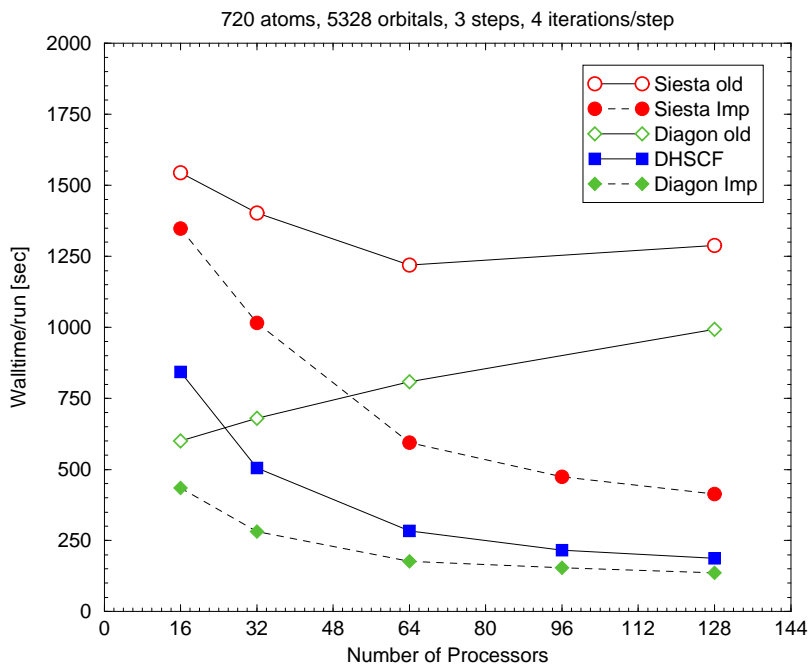 720 atoms, 5328 orbitals, 3 steps, 4 iterations/step
2000
1750
1500
1250
1000
750
500
250
0
Walltime/run [sec]
Siesta old
Siesta Imp
Diagon old
DHSCF
Diagon Imp
0 16 32 48 64 80 96 112 128 144
Number of Processors